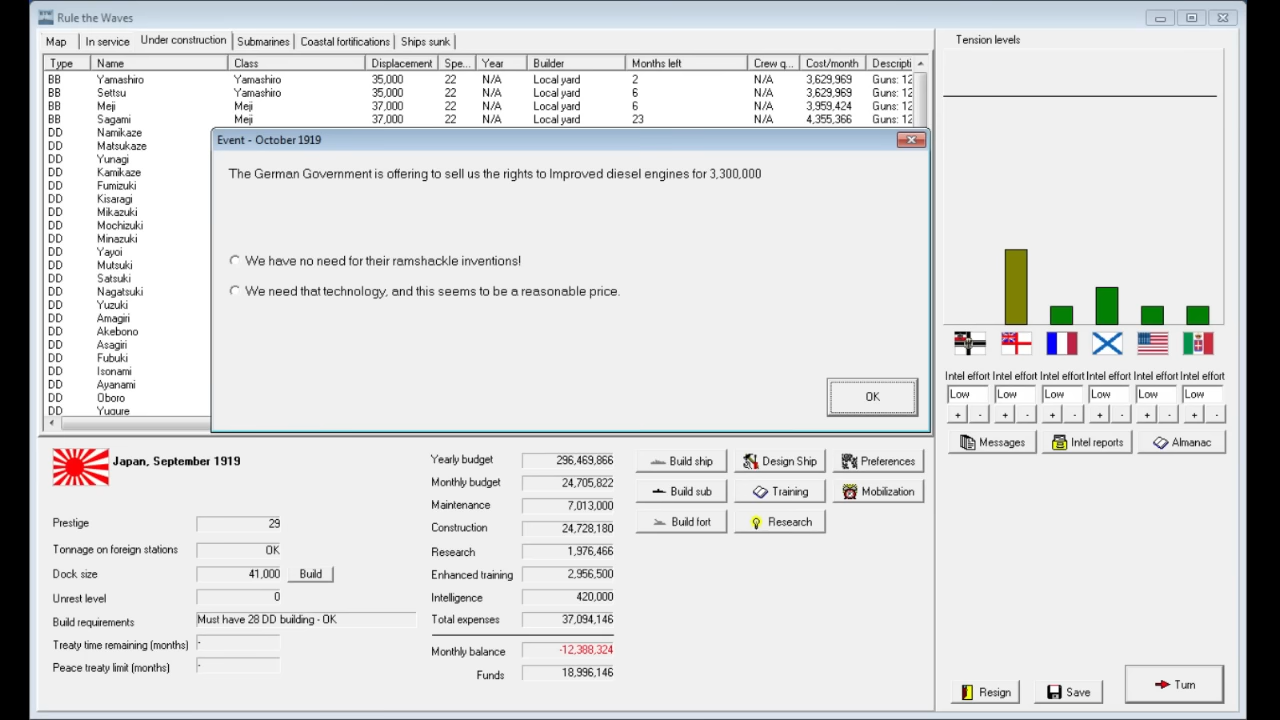 Rule the Waves
Map In service Under construction Submarines Coastal fortifications Ships sunk
Type Name Class Displacement Spe... Year Builder Months left Crew q... Cost/month Descripti
BB Yamashiro Yamashiro 35,000 22 N/A Local yard 2 N/A 3,629,969 Guns: 12
BB Settsu Yamashiro 35,000 22 N/A Local yard 6 N/A 3,629,969 Guns: 12
BB Meji Meji 37,000 22 N/A Local yard 6 N/A 3,959,424 Guns: 12
BB Sagami Meji 37,000 22 N/A Local yard 23 N/A 4,355,366 Guns: 12
DD Namikaze
DD Matsukaze
DD Yunagi
DD Kamikaze
DD Fumizuki
DD Kisaragi
DD Mikazuki
DD Mochizuki
DD Minazuki
DD Yayoi
DD Mutsuki
DD Satsuki
DD Nagatsuki
DD Yuzuki
DD Amagiri
DD Akebono
DD Asagiri
DD Fubuki
DD Isonami
DD Ayanami
DD Oboro
DD Yugure
Event - October 1919
The German Government is offering to sell us the rights to Improved diesel engines for 3,300,000
We have no need for their ramshackle inventions!
We need that technology, and this seems to be a reasonable price.
OK
Tension levels
Intel effort Intel effort Intel effort Intel effort Intel effort Intel effort
Low Low Low Low Low Low
+ - + - + - + - + - + -
Messages Intel reports Almanac
Japan, September 1919
Prestige 29
Tonnage on foreign stations OK
Dock size 41,000 Build
Unrest level 0
Build requirements Must have 28 DD building - OK
Treaty time remaining (months) -
Peace treaty limit (months) -
Yearly budget 296,469,866
Monthly budget 24,705,822
Maintenance 7,013,000
Construction 24,728,180
Research 1,976,466
Enhanced training 2,956,500
Intelligence 420,000
Total expenses 37,094,146
Monthly balance -12,388,324
Funds 18,996,146
Build ship Design Ship Preferences
Build sub Training Mobilization
Build fort Research
Resign Save Turn